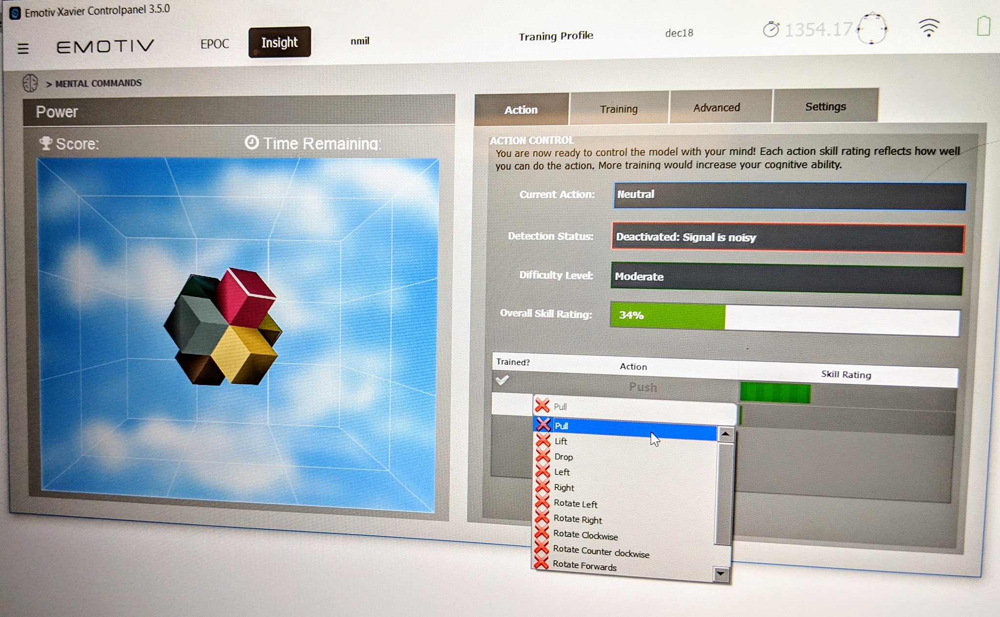 Emotiv Xavier Controlpanel 3.5.0
EMOTIV
EPOC
Insight
nmil
Traning Profile
dec18
1354.17
> MENTAL COMMANDS
Power
Score:
Time Remaining:
Action
Training
Advanced
Settings
ACTION CONTROL
You are now ready to control the model with your mind! Each action skill rating reflects how well
you can do the action. More training would increase your cognitive ability.
Current Action:
Neutral
Detection Status:
Deactivated: Signal is noisy
Difficulty Level:
Moderate
Overall Skill Rating:
34%
Trained?
Action
Skill Rating
Push
Pull
Pull
Lift
Drop
Left
Right
Rotate Left
Rotate Right
Rotate Clockwise
Rotate Counter clockwise
Rotate Forwards